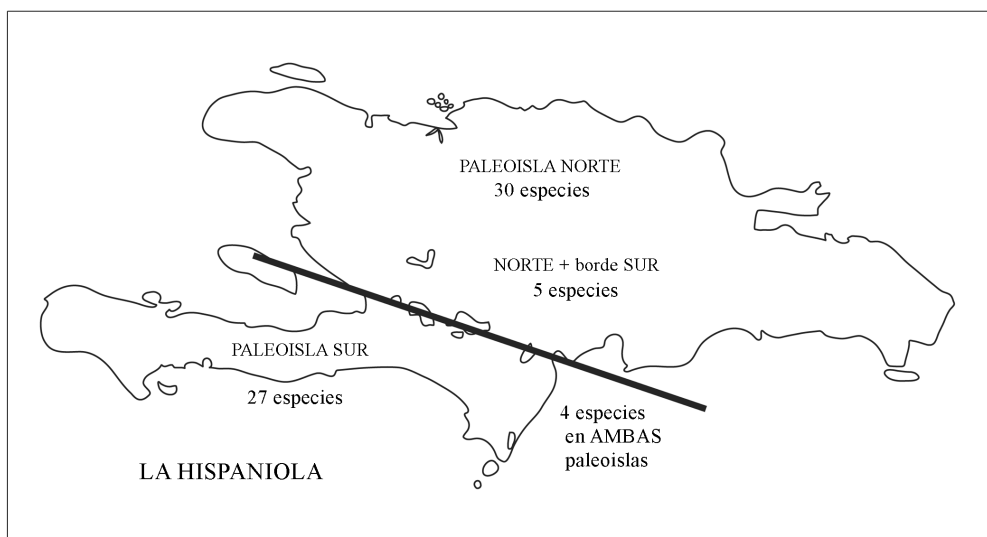 PALEOISLA NORTE
30 especies
NORTE + borde SUR
5 especies
PALEOISLA SUR
27 especies
4 especies
en AMBAS
paleoislas
LA HISPANIOLA